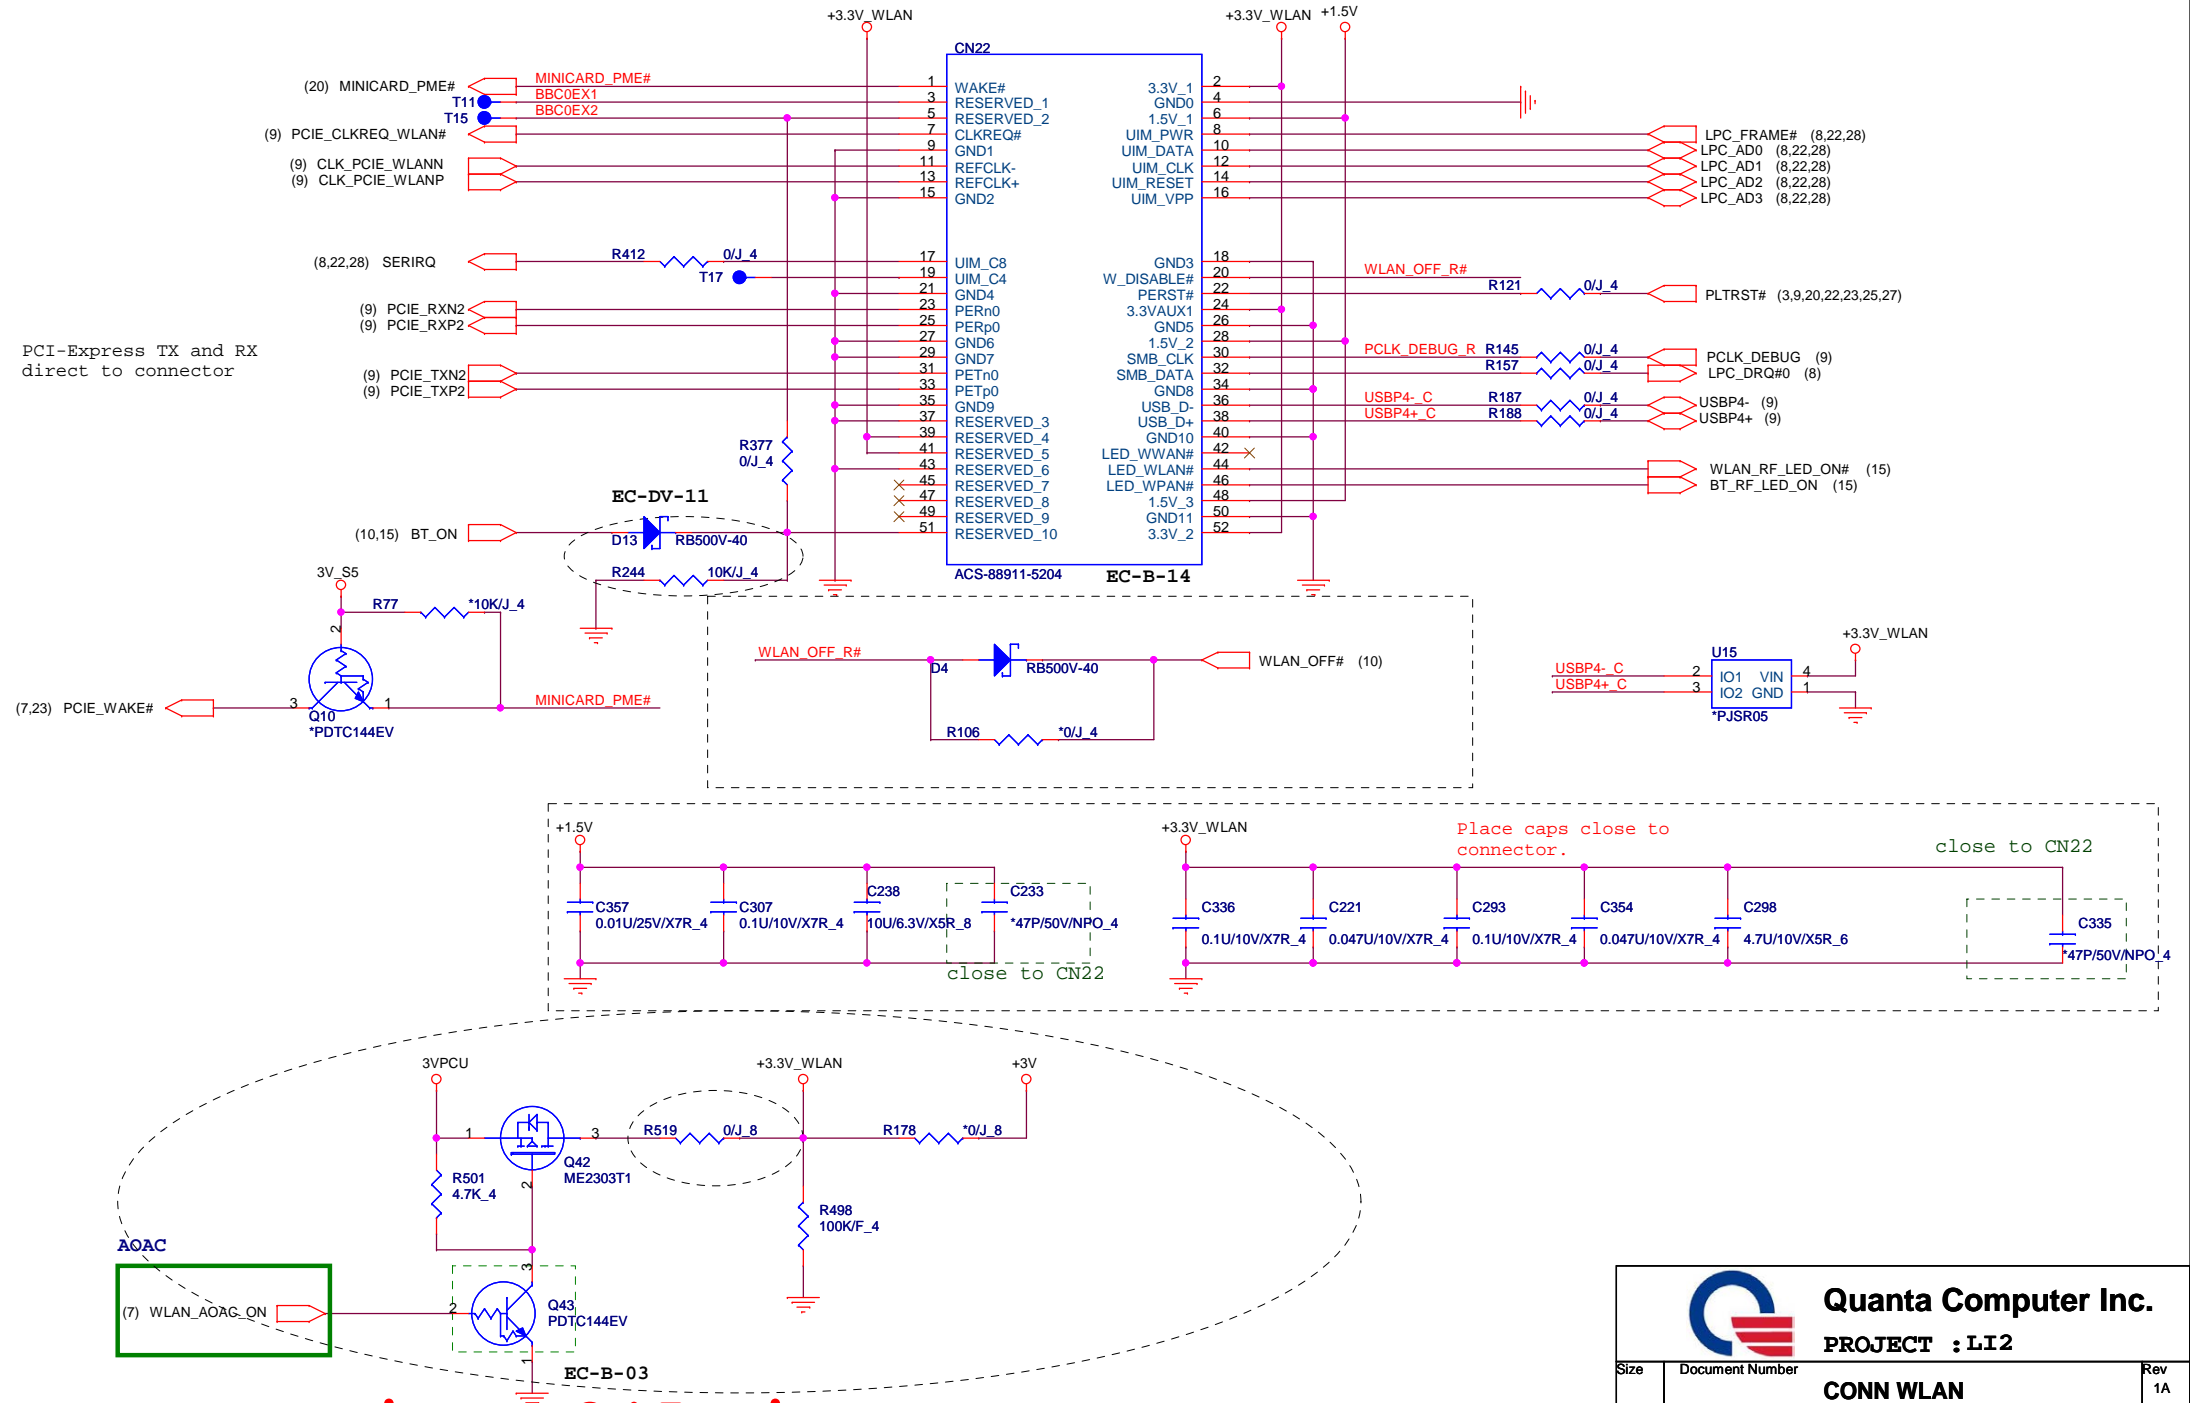 +3.3V_WLAN
+3.3V_WLAN +1.5V
CN22
(20) MINICARD_PME# MINICARD_PME# 1 WAKE# 3.3V_1 2
T11 BBC0EX1 3 RESERVED_1 GND0 4
T15 BBC0EX2 5 RESERVED_2 1.5V_1 6
(9) PCIE_CLKREQ_WLAN# 7 CLKREQ# UIM_PWR 8 LPC_FRAME# (8,22,28)
9 GND1 UIM_DATA 10 LPC_AD0 (8,22,28)
(9) CLK_PCIE_WLANN 11 REFCLK- UIM_CLK 12 LPC_AD1 (8,22,28)
(9) CLK_PCIE_WLANP 13 REFCLK+ UIM_RESET 14 LPC_AD2 (8,22,28)
15 GND2 UIM_VPP 16 LPC_AD3 (8,22,28)
(8,22,28) SERIRQ R412 0/J_4 17 UIM_C8 GND3 18
T17 19 UIM_C4 W_DISABLE# 20 WLAN_OFF_R#
21 GND4 PERST# 22 R121 0/J_4 PLTRST# (3,9,20,22,23,25,27)
(9) PCIE_RXN2 23 PERn0 3.3VAUX1 24
(9) PCIE_RXP2 25 PERp0 GND5 26
27 GND6 1.5V_2 28
PCI-Express TX and RX
direct to connector
29 GND7 SMB_CLK 30 PCLK_DEBUG_R R145 0/J_4 PCLK_DEBUG (9)
(9) PCIE_TXN2 31 PETn0 SMB_DATA 32 R157 0/J_4 LPC_DRQ#0 (8)
(9) PCIE_TXP2 33 PETp0 GND8 34
35 GND9 USB_D- 36 USBP4-_C R187 0/J_4 USBP4- (9)
37 RESERVED_3 USB_D+ 38 USBP4+_C R188 0/J_4 USBP4+ (9)
39 RESERVED_4 GND10 40
R377
0/J_4
41 RESERVED_5 LED_WWAN# 42
43 RESERVED_6 LED_WLAN# 44 WLAN_RF_LED_ON# (15)
45 RESERVED_7 LED_WPAN# 46 BT_RF_LED_ON (15)
EC-DV-11
47 RESERVED_8 1.5V_3 48
49 RESERVED_9 GND11 50
(10,15) BT_ON 51 RESERVED_10 3.3V_2 52
D13 RB500V-40
R244 10K/J_4
ACS-88911-5204 EC-B-14
3V_S5
R77 *10K/J_4
2
(7,23) PCIE_WAKE# 3 1 MINICARD_PME#
Q10
*PDTC144EV
WLAN_OFF_R# D4 RB500V-40 WLAN_OFF# (10)
R106 *0/J_4
+3.3V_WLAN
U15
USBP4-_C 2 IO1 VIN 4
USBP4+_C 3 IO2 GND 1
*PJSR05
+1.5V
+3.3V_WLAN
Place caps close to
connector.
close to CN22
C357
0.01U/25V/X7R_4
C307
0.1U/10V/X7R_4
C238
10U/6.3V/X5R_8
C233
*47P/50V/NPO_4
close to CN22
C336
0.1U/10V/X7R_4
C221
0.047U/10V/X7R_4
C293
0.1U/10V/X7R_4
C354
0.047U/10V/X7R_4
C298
4.7U/10V/X5R_6
C335
*47P/50V/NPO_4
3VPCU
+3.3V_WLAN
+3V
1 3 R519 0/J_8 R178 *0/J_8
Q42
ME2303T1
2
R501
4.7K_4
R498
100K/F_4
AOAC
(7) WLAN_AOAC_ON 2 3 1
Q43
PDTC144EV
EC-B-03
Quanta Computer Inc.
PROJECT : LI2
Size Document Number Rev
CONN WLAN 1A